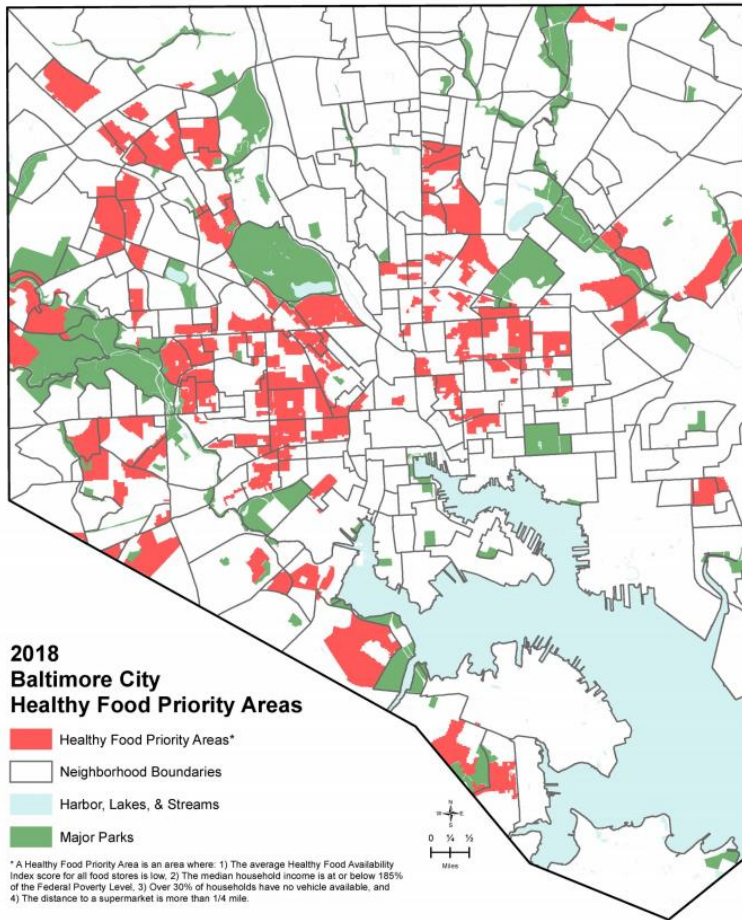 2018
Baltimore City
Healthy Food Priority Areas
Healthy Food Priority Areas*
Neighborhood Boundaries
Harbor, Lakes, & Streams
Major Parks
* A Healthy Food Priority Area is an area where: 1) The average Healthy Food Availability
Index score for all food stores is low, 2) The median household income is at or below 185%
of the Federal Poverty Level, 3) Over 30% of households have no vehicle available, and
4) The distance to a supermarket is more than 1/4 mile.
N
W E
S
0 ¼ ½
Miles